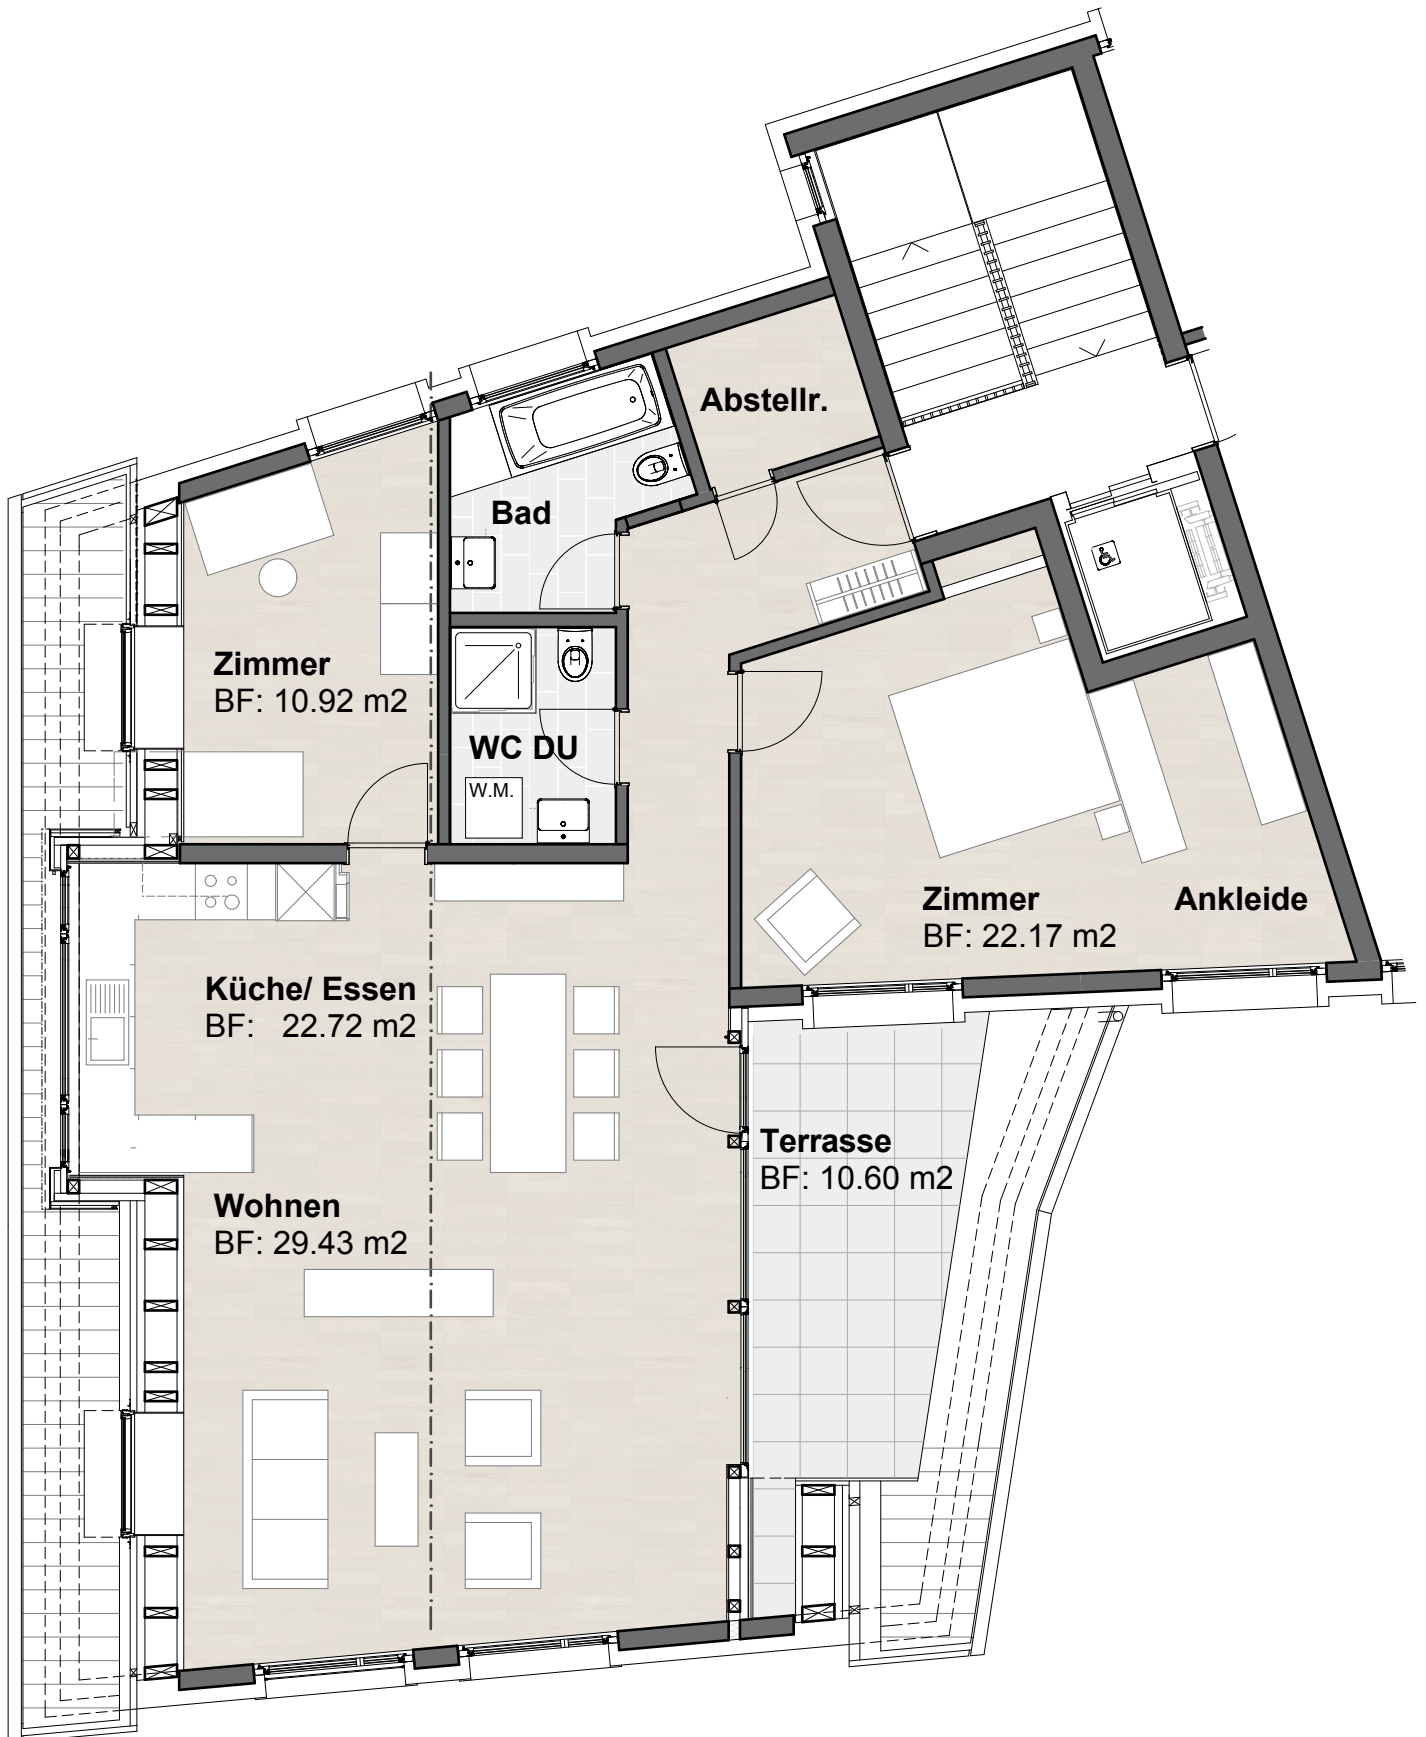 Abstellr.
Bad
Zimmer
BF: 10.92 m2
WC DU
W.M.
Zimmer
BF: 22.17 m2
Ankleide
Küche/ Essen
BF: 22.72 m2
Terrasse
BF: 10.60 m2
Wohnen
BF: 29.43 m2